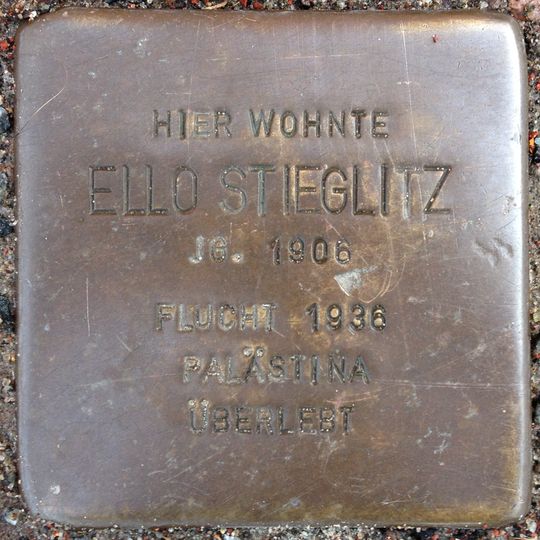 HIER WOHNTE
ELLO STIEGLITZ
JG. 1906
FLUCHT 1936
PALÄSTINA
ÜBERLEBT